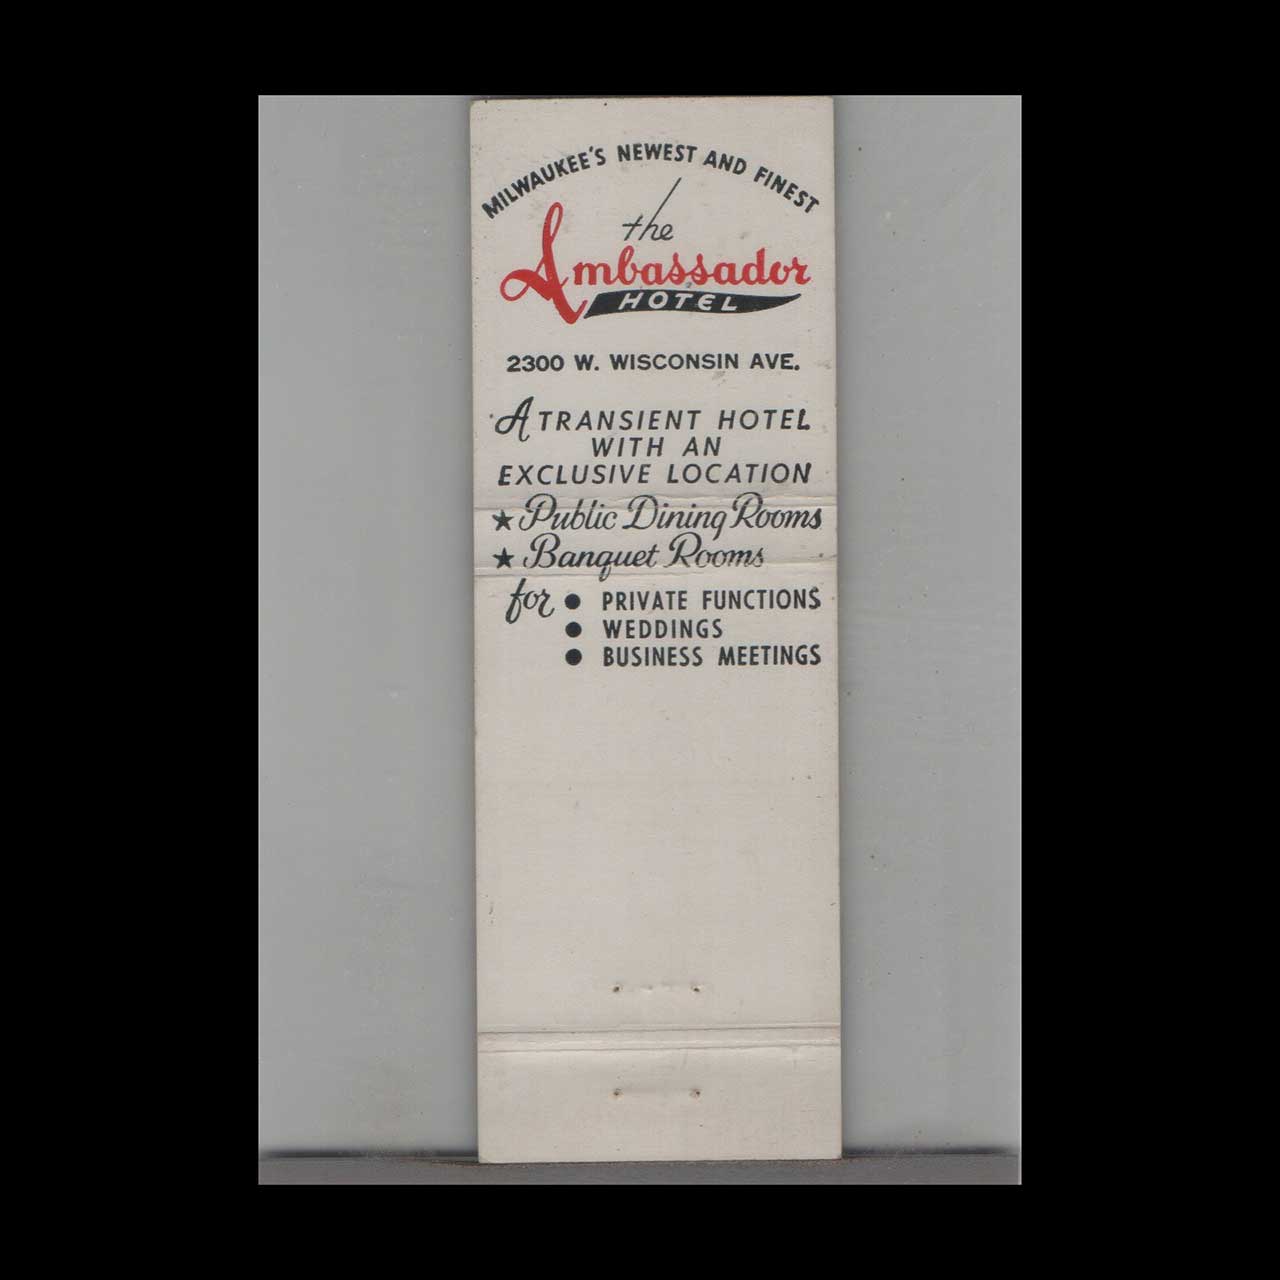 MILWAUKEE'S NEWEST AND FINEST
the
Ambassador
HOTEL
2300 W. WISCONSIN AVE.
A TRANSIENT HOTEL
WITH AN
EXCLUSIVE LOCATION
★ Public Dining Rooms
★ Banquet Rooms
for ● PRIVATE FUNCTIONS
● WEDDINGS
● BUSINESS MEETINGS